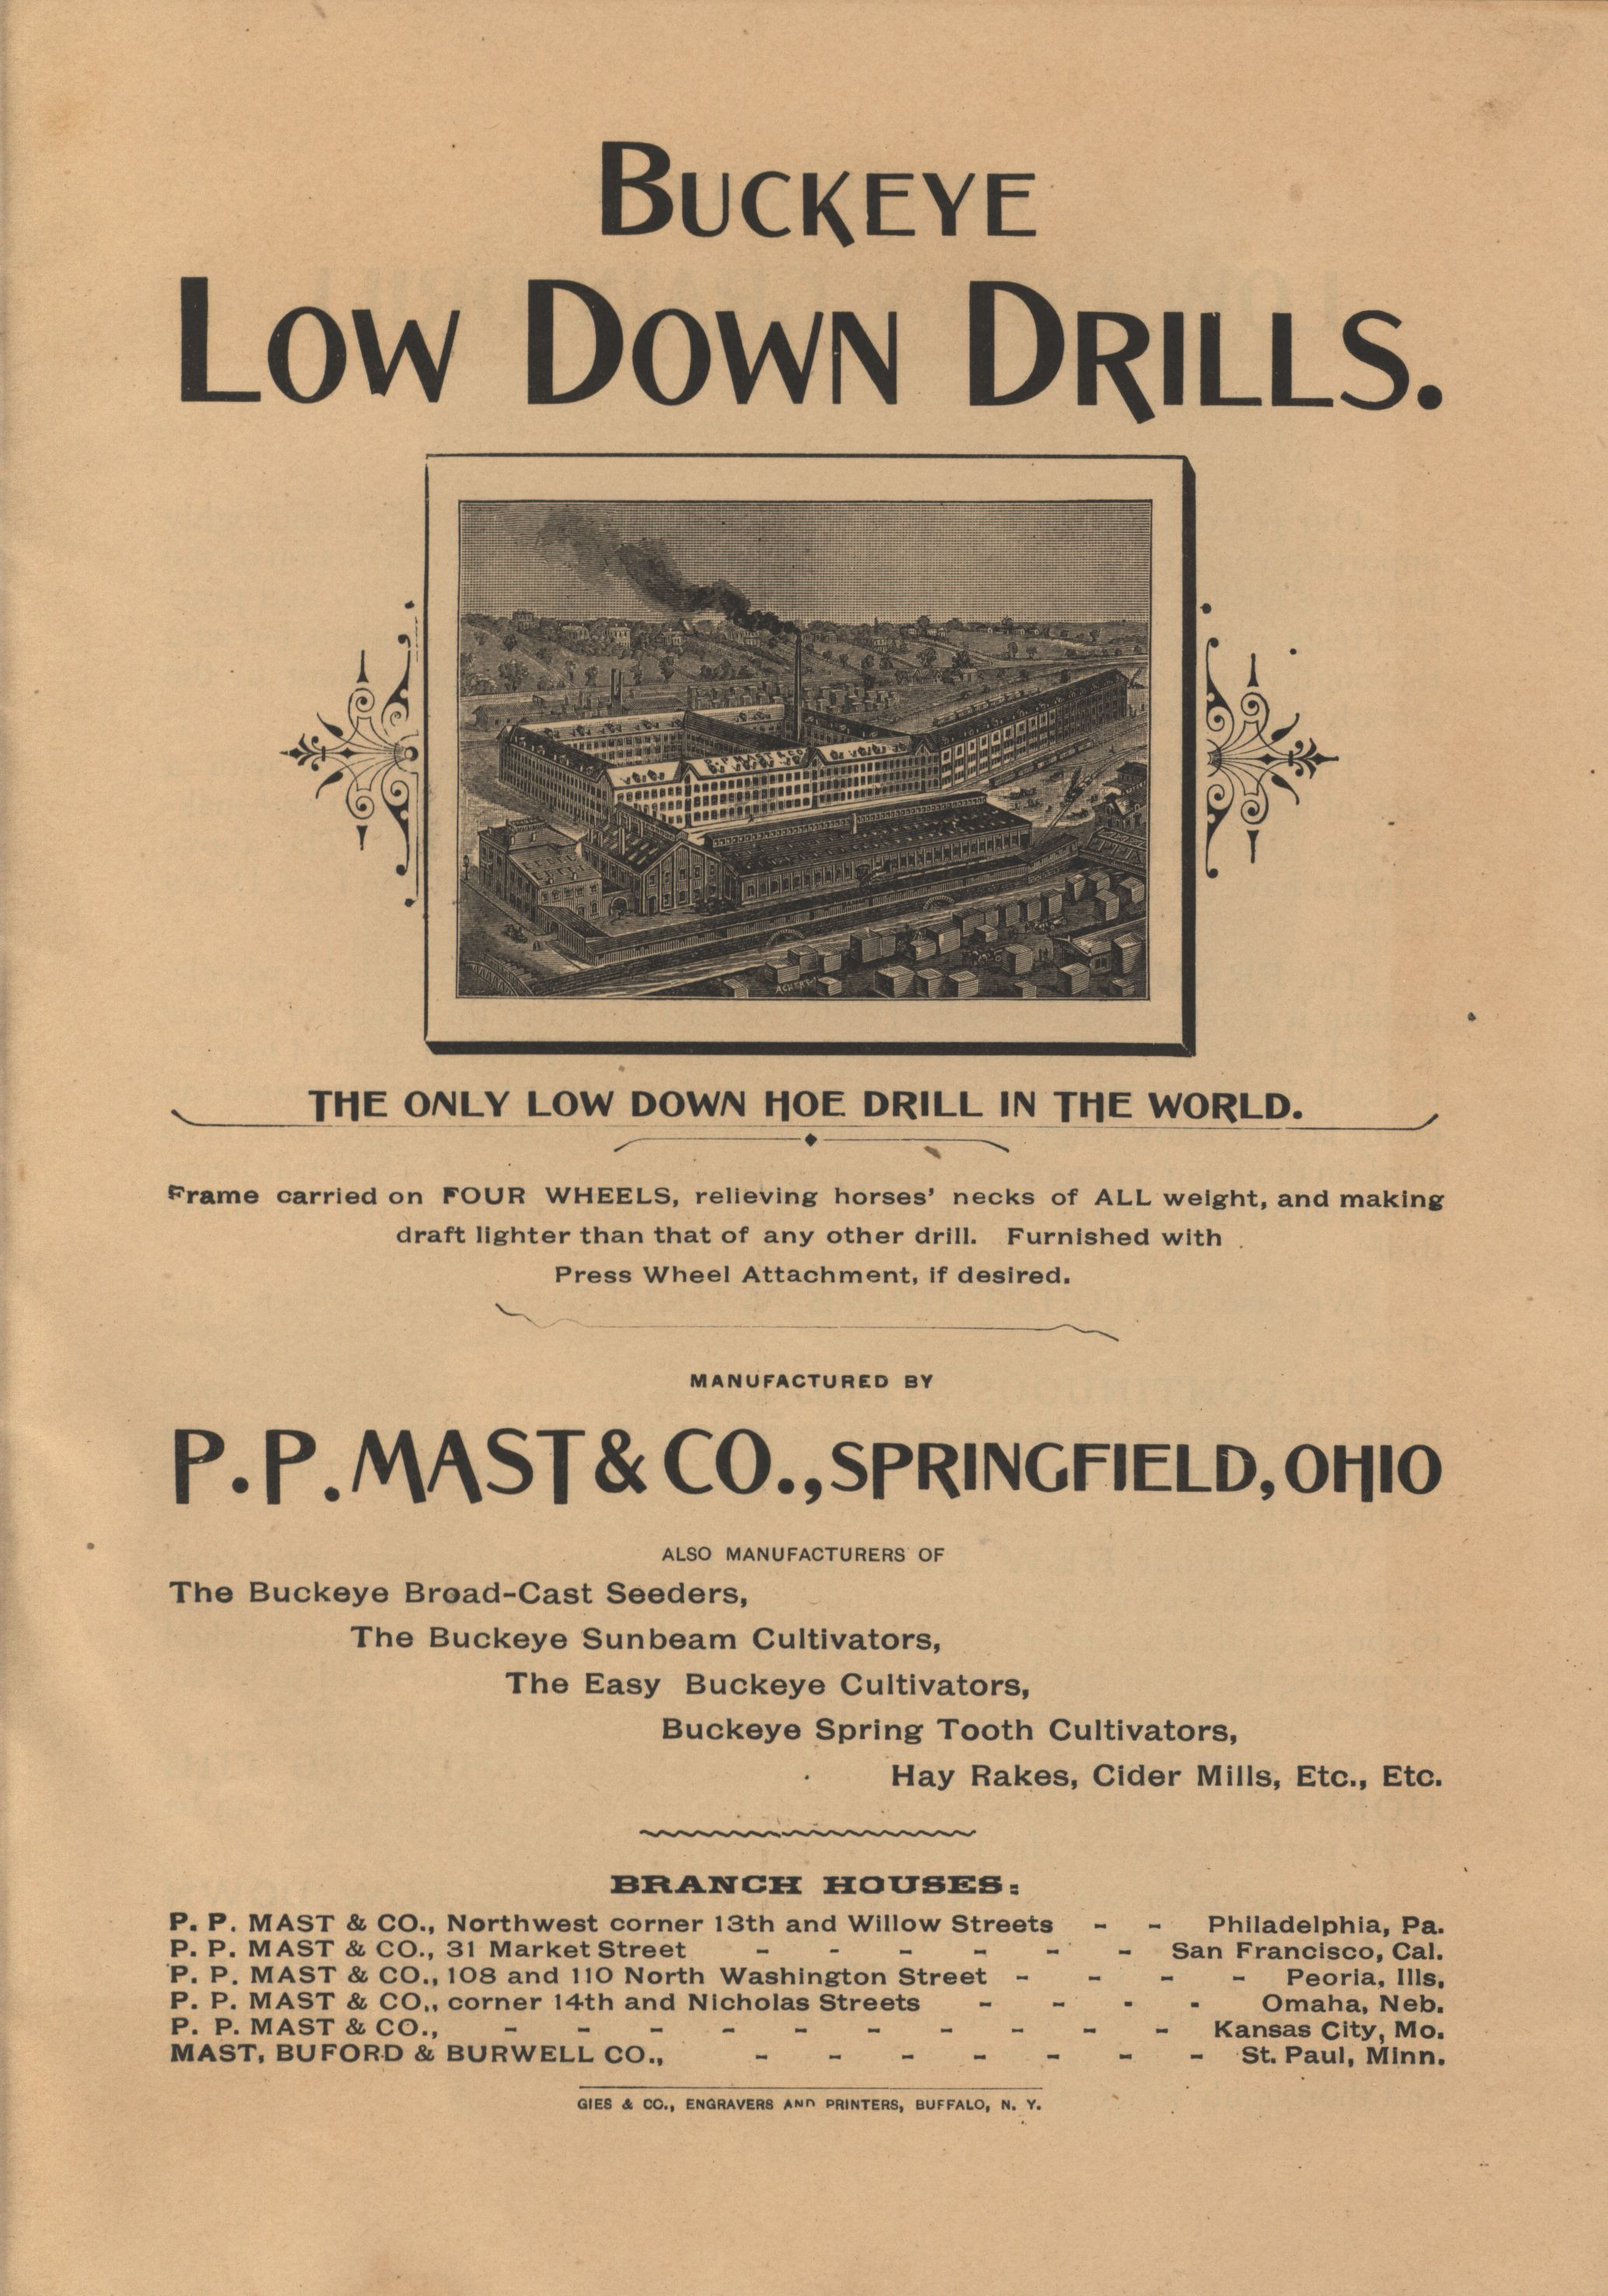 BUCKEYE
LOW DOWN DRILLS.
THE ONLY LOW DOWN HOE DRILL IN THE WORLD.
Frame carried on FOUR WHEELS, relieving horses' necks of ALL weight, and making
draft lighter than that of any other drill. Furnished with
Press Wheel Attachment, if desired.
MANUFACTURED BY
P. P. MAST & CO., SPRINGFIELD, OHIO
ALSO MANUFACTURERS OF
The Buckeye Broad-Cast Seeders,
The Buckeye Sunbeam Cultivators,
The Easy Buckeye Cultivators,
Buckeye Spring Tooth Cultivators,
Hay Rakes, Cider Mills, Etc., Etc.
BRANCH HOUSES:
P. P. MAST & CO., Northwest corner 13th and Willow Streets - - Philadelphia, Pa.
P. P. MAST & CO., 31 Market Street - - - - - - San Francisco, Cal.
P. P. MAST & CO., 108 and 110 North Washington Street - - - - Peoria, Ills,
P. P. MAST & CO., corner 14th and Nicholas Streets - - - - Omaha, Neb.
P. P. MAST & CO., - - - - - - - - - - Kansas City, Mo.
MAST, BUFORD & BURWELL CO., - - - - - - - St. Paul, Minn.
GIES & CO., ENGRAVERS AND PRINTERS, BUFFALO, N. Y.